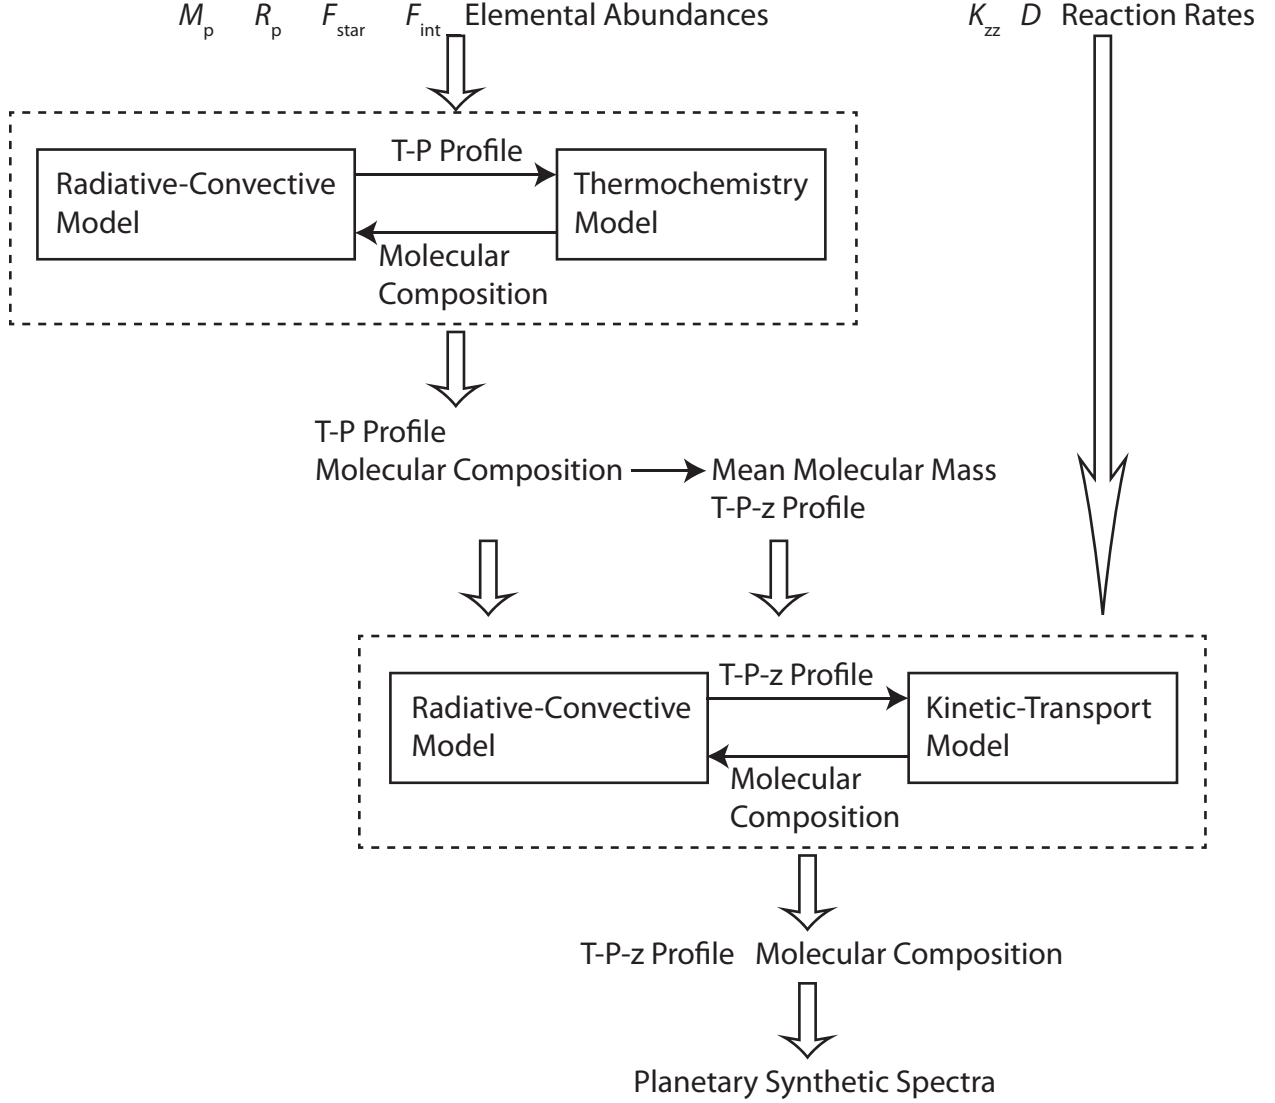 Mp Rp Fstar Fint Elemental Abundances Kzz D Reaction Rates
T-P Profile
Radiative-Convective
Model
Thermochemistry
Model
Molecular
Composition
T-P Profile
Molecular Composition
Mean Molecular Mass
T-P-z Profile
T-P-z Profile
Radiative-Convective
Model
Kinetic-Transport
Model
Molecular
Composition
T-P-z Profile Molecular Composition
Planetary Synthetic Spectra